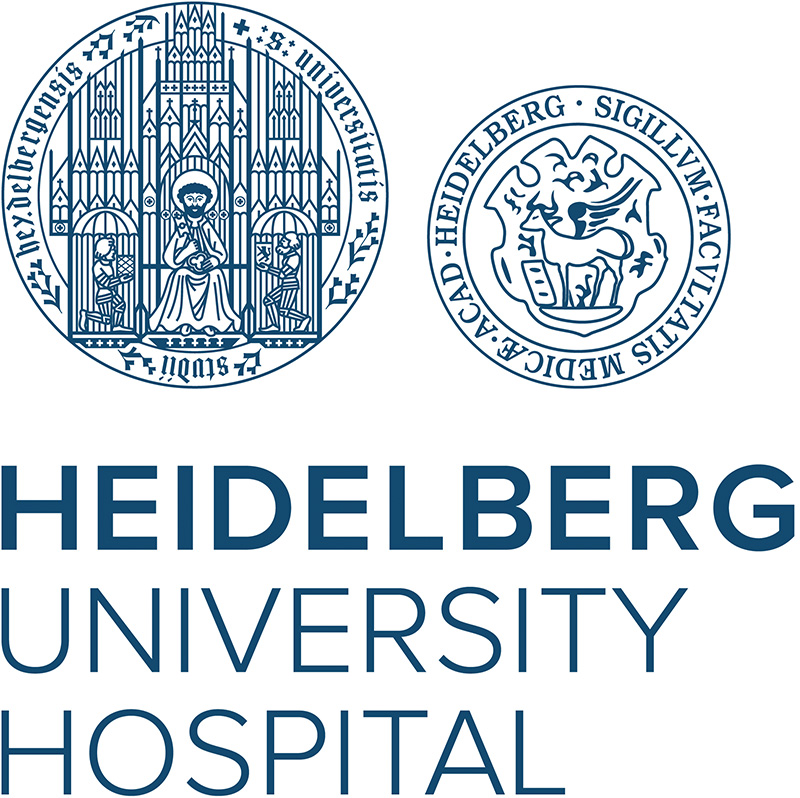 :s: universitatis
studii
hey.delbergensis
HEIDELBERG · SIGILLVM · FACVLTATIS MEDICÆ · ACAD ·
HEIDELBERG
UNIVERSITY
HOSPITAL